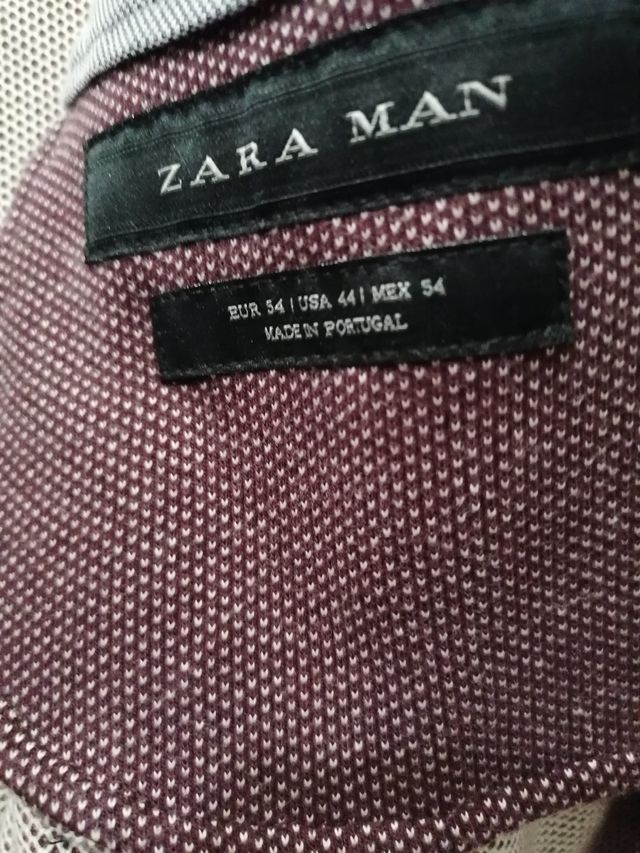 ZARA MAN
EUR 54 | USA 44 | MEX 54
MADE IN PORTUGAL